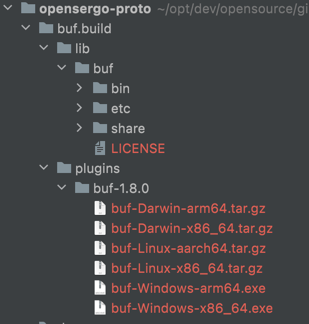 opensergo-proto ~/opt/dev/opensource/gi
buf.build
lib
buf
bin
etc
share
LICENSE
plugins
buf-1.8.0
buf-Darwin-arm64.tar.gz
buf-Darwin-x86_64.tar.gz
buf-Linux-aarch64.tar.gz
buf-Linux-x86_64.tar.gz
buf-Windows-arm64.exe
buf-Windows-x86_64.exe